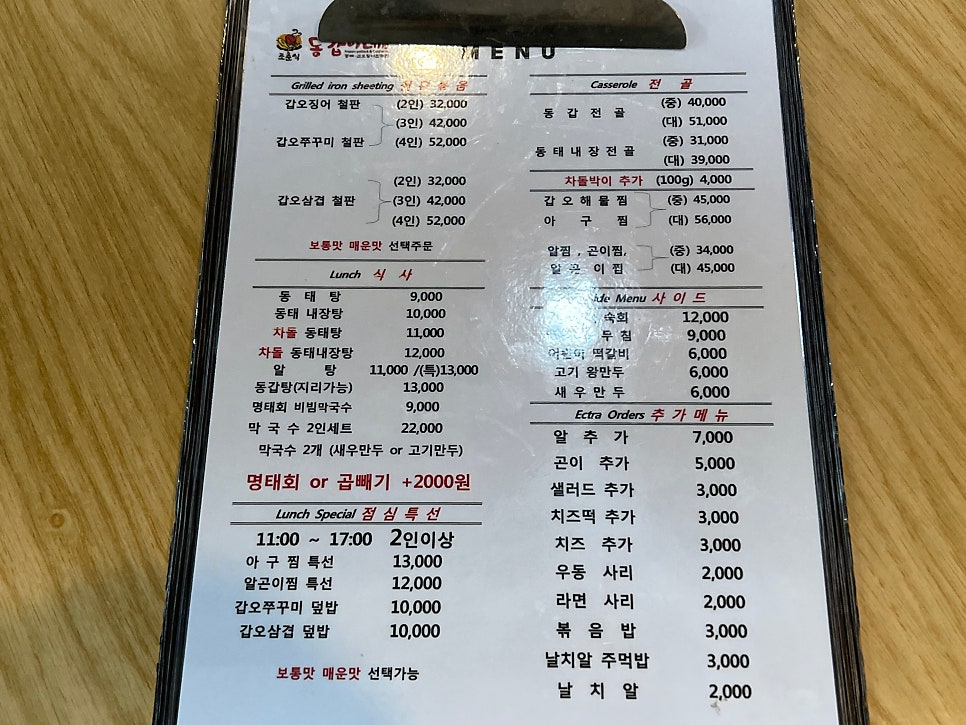 조춘식
MENU
Grilled iron sheeting
갑오징어 철판 (2인) 32,000
(3인) 42,000
갑오쭈꾸미 철판 (4인) 52,000
(2인) 32,000
갑오삼겹 철판 (3인) 42,000
(4인) 52,000
보통맛 매운맛 선택주문
Lunch 식 사
동 태 탕 9,000
동태 내장탕 10,000
차돌 동태탕 11,000
차돌 동태내장탕 12,000
알 탕 11,000 /(특)13,000
동갑탕(지리가능) 13,000
명태회 비빔막국수 9,000
막 국 수 2인세트 22,000
막국수 2개 (새우만두 or 고기만두)
명태회 or 곱빼기 +2000원
Lunch Special 점 심 특 선
11:00 ~ 17:00 2인이상
아 구 찜 특선 13,000
알곤이찜 특선 12,000
갑오쭈꾸미 덮밥 10,000
갑오삼겹 덮밥 10,000
보통맛 매운맛 선택가능
Casserole 전 골
동 갑 전 골 (중) 40,000
(대) 51,000
동태내장전골 (중) 31,000
(대) 39,000
차돌박이 추가 (100g) 4,000
갑 오 해 물 찜 (중) 45,000
아 구 찜 (대) 56,000
알찜 , 곤이찜, (중) 34,000
알 곤 이 찜 (대) 45,000
Menu 사 이 드
숙회 12,000
무 침 9,000
어린이 떡갈비 6,000
고기 왕만두 6,000
새 우 만 두 6,000
Ectra Orders 추 가 메 뉴
알 추 가 7,000
곤이 추가 5,000
샐러드 추가 3,000
치즈떡 추가 3,000
치즈 추가 3,000
우동 사리 2,000
라면 사리 2,000
볶 음 밥 3,000
날치알 주먹밥 3,000
날 치 알 2,000